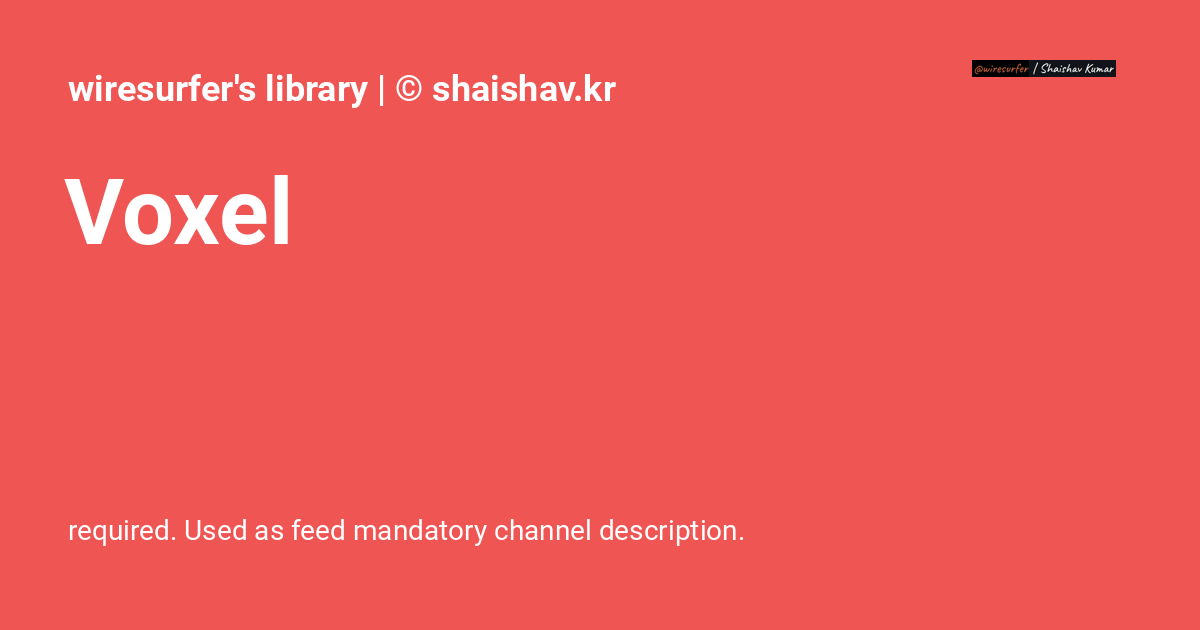 wiresurfer's library | © shaishav.kr
@wiresurfer | Shaishav Kumar
Voxel
required. Used as feed mandatory channel description.